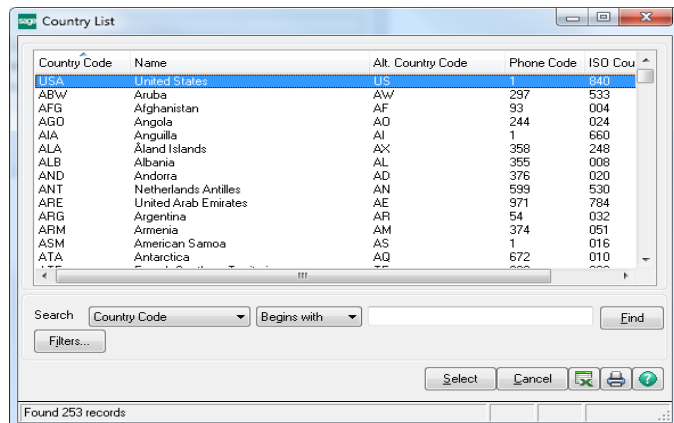 sage Country List
Country Code Name Alt. Country Code Phone Code ISO Cou
USA United States US 1 840
ABW Aruba AW 297 533
AFG Afghanistan AF 93 004
AGO Angola AO 244 024
AIA Anguilla AI 1 660
ALA Åland Islands AX 358 248
ALB Albania AL 355 008
AND Andorra AD 376 020
ANT Netherlands Antilles AN 599 530
ARE United Arab Emirates AE 971 784
ARG Argentina AR 54 032
ARM Armenia AM 374 051
ASM American Samoa AS 1 016
ATA Antarctica AQ 672 010
Search Country Code Begins with Find
Filters...
Select Cancel
Found 253 records